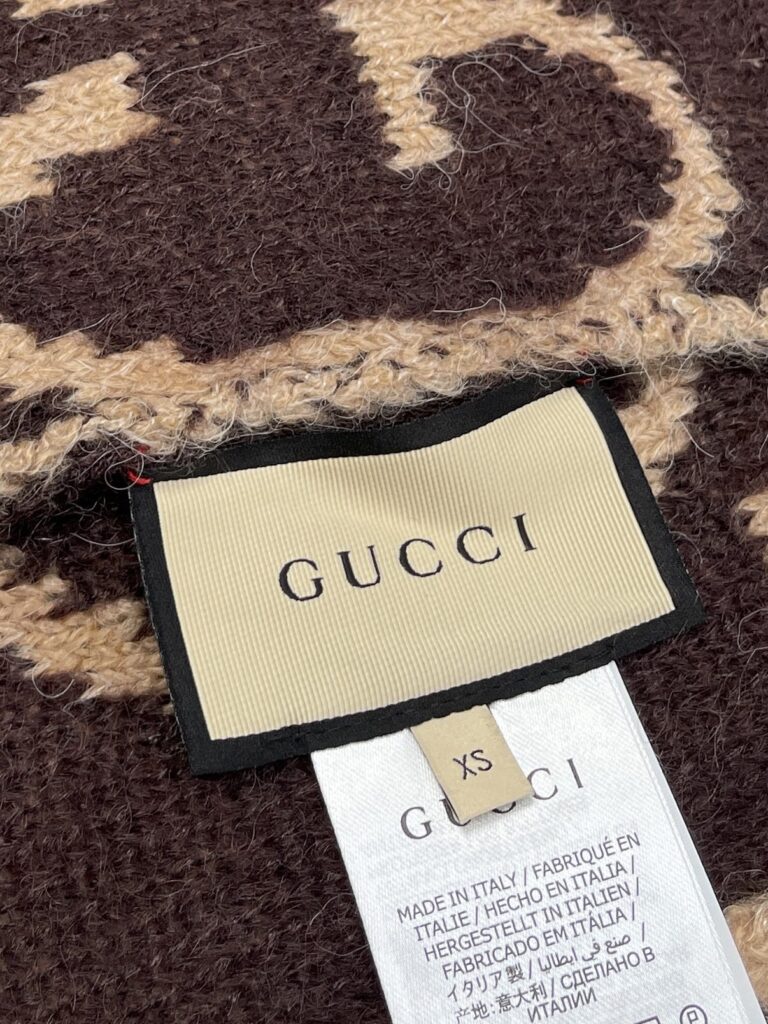 GUCCI
XS
GUCCI
MADE IN ITALY / FABRIQUÉ EN
ITALIE / HECHO EN ITALIA /
HERGESTELLT IN ITALIEN /
FABRICADO EM ITÁLIA /
イタリア製 / صنع في ايطاليا /
产地:意大利 / СДЕЛАНО В
ИТАЛИИ